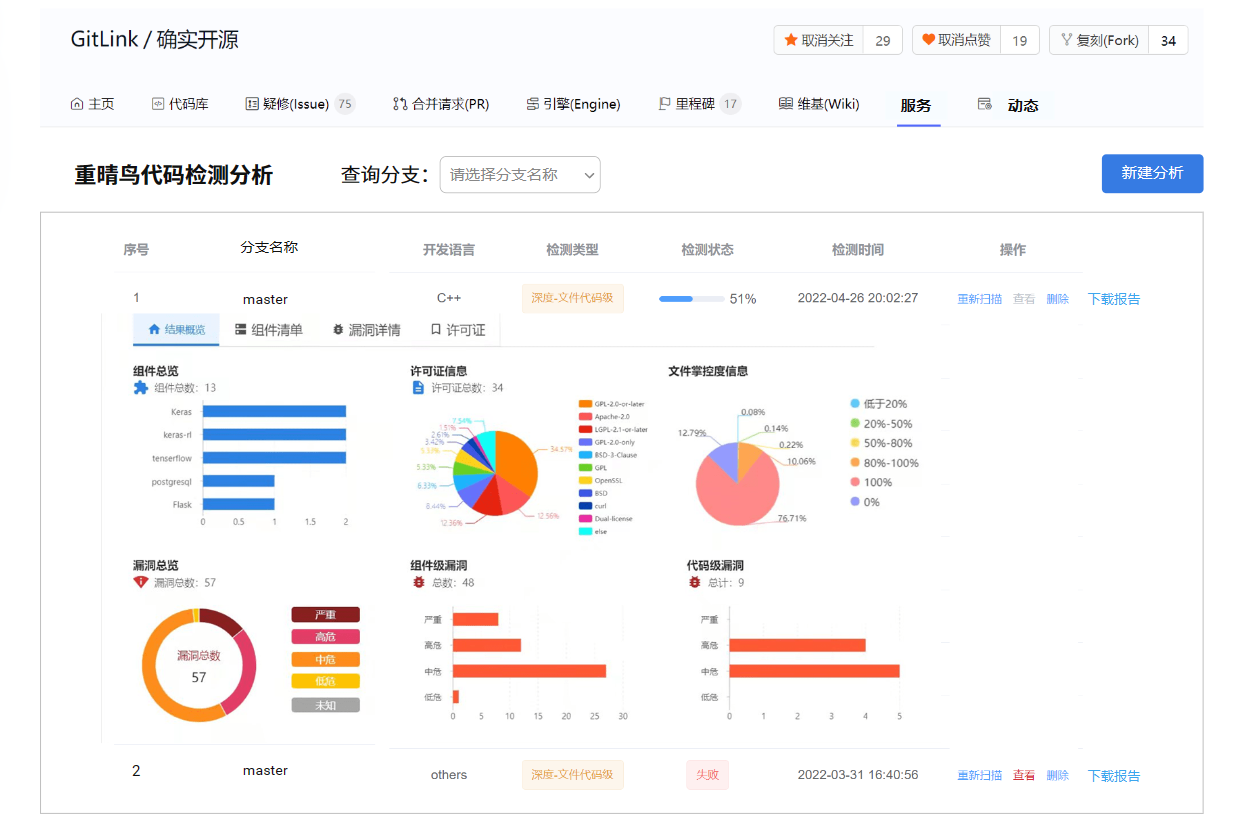 GitLink / 确实开源
取消关注 29 取消点赞 19 复刻(Fork) 34
主页 代码库 疑修(Issue) 75 合并请求(PR) 引擎(Engine) 里程碑 17 维基(Wiki) 服务 动态
重晴鸟代码检测分析 查询分支： 请选择分支名称 新建分析
序号 分支名称 开发语言 检测类型 检测状态 检测时间 操作
1 master C++ 深度-文件代码级 51% 2022-04-26 20:02:27 重新扫描 查看 删除 下载报告
结果概览 组件清单 漏洞详情 许可证
组件总览
组件总数: 13
Keras
keras-rl
tenserflow
postgresql
Flask
0 0.5 1 1.5 2
许可证信息
许可证总数: 34
7.54%
1.57%
2.61%
3.42%
5.53%
5.33%
6.33%
8.44%
12.36%
12.56%
34.57%
GPL-2.0-or-later
Apache-2.0
LGPL-2.1-or-later
GPL-2.0-only
BSD-3-Clause
GPL
OpenSSL
BSD
curl
Dual-license
else
文件掌控度信息
0.08%
0.14%
0.22%
10.06%
12.79%
76.71%
低于20%
20%-50%
50%-80%
80%-100%
100%
0%
漏洞总览
漏洞总数: 57
漏洞总数
57
严重
高危
中危
低危
未知
组件级漏洞
总数: 48
严重
高危
中危
低危
0 5 10 15 20 25 30
代码级漏洞
总计: 9
严重
高危
中危
低危
0 1 2 3 4 5
2 master others 深度-文件代码级 失败 2022-03-31 16:40:56 重新扫描 查看 删除 下载报告